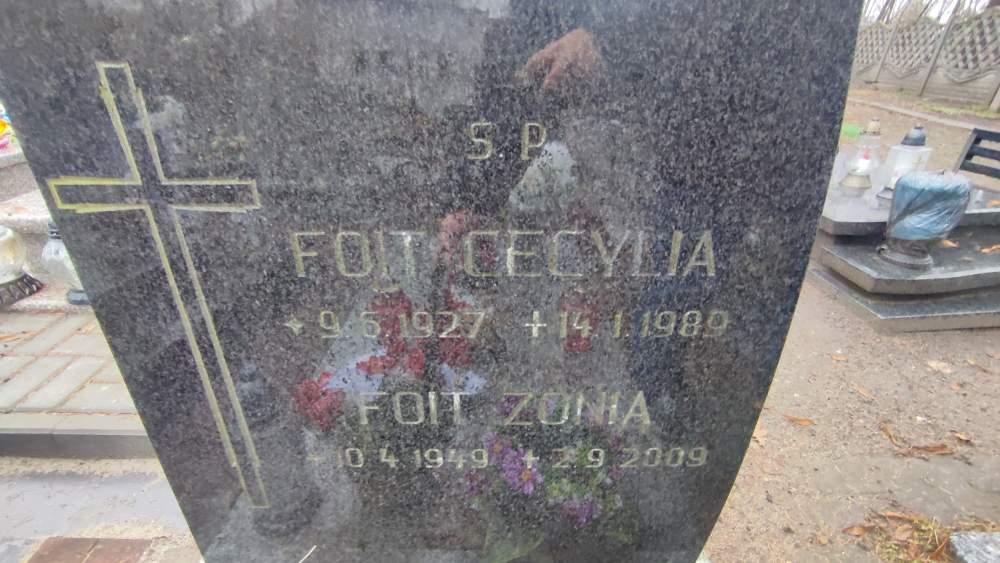 S P
FOIT CECYLIA
✶ 9 6 1927 + 14 1 1989
FOIT ZONIA
10 4 1949 + 2 9 2009